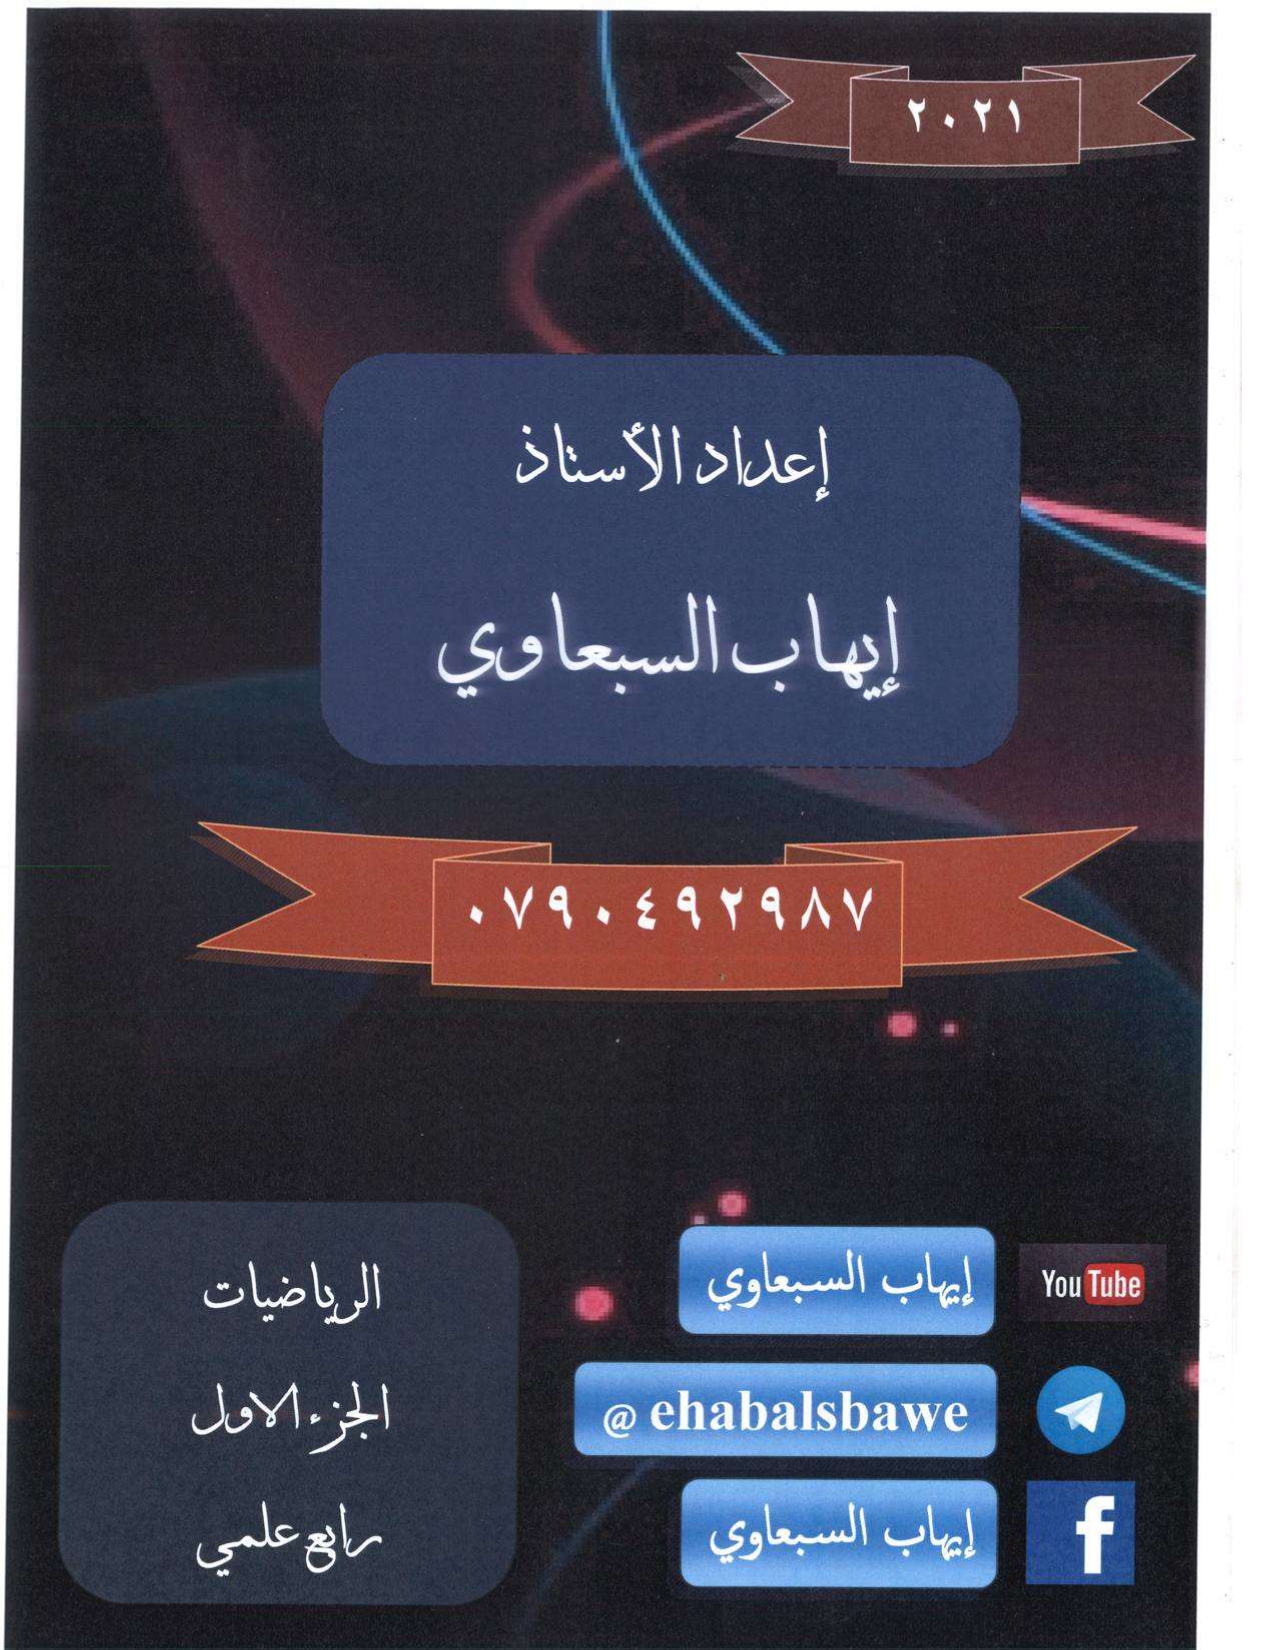 ٢٠٢١
إعداد الأستاذ
إيهاب السبعاوي
٠٧٩٠٤٩٢٩٨٧
الرياضيات
الجزء الاول
رابع علمي
YouTube
إيهاب السبعاوي
@ ehabalsbawe
إيهاب السبعاوي
f